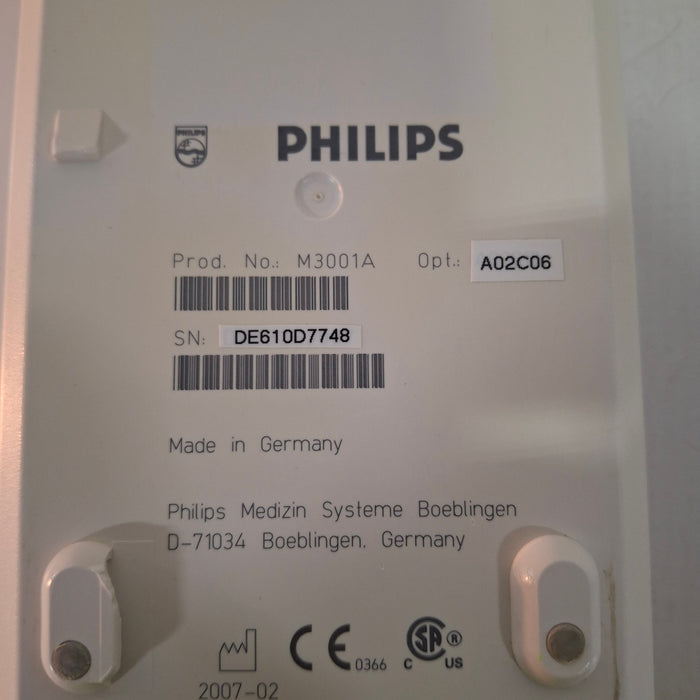 PHILIPS
PHILIPS
Prod. No.: M3001A Opt.: A02C06
SN: DE610D7748
Made in Germany
Philips Medizin Systeme Boeblingen
D-71034 Boeblingen, Germany
CE 0366 C SA ® US
2007-02